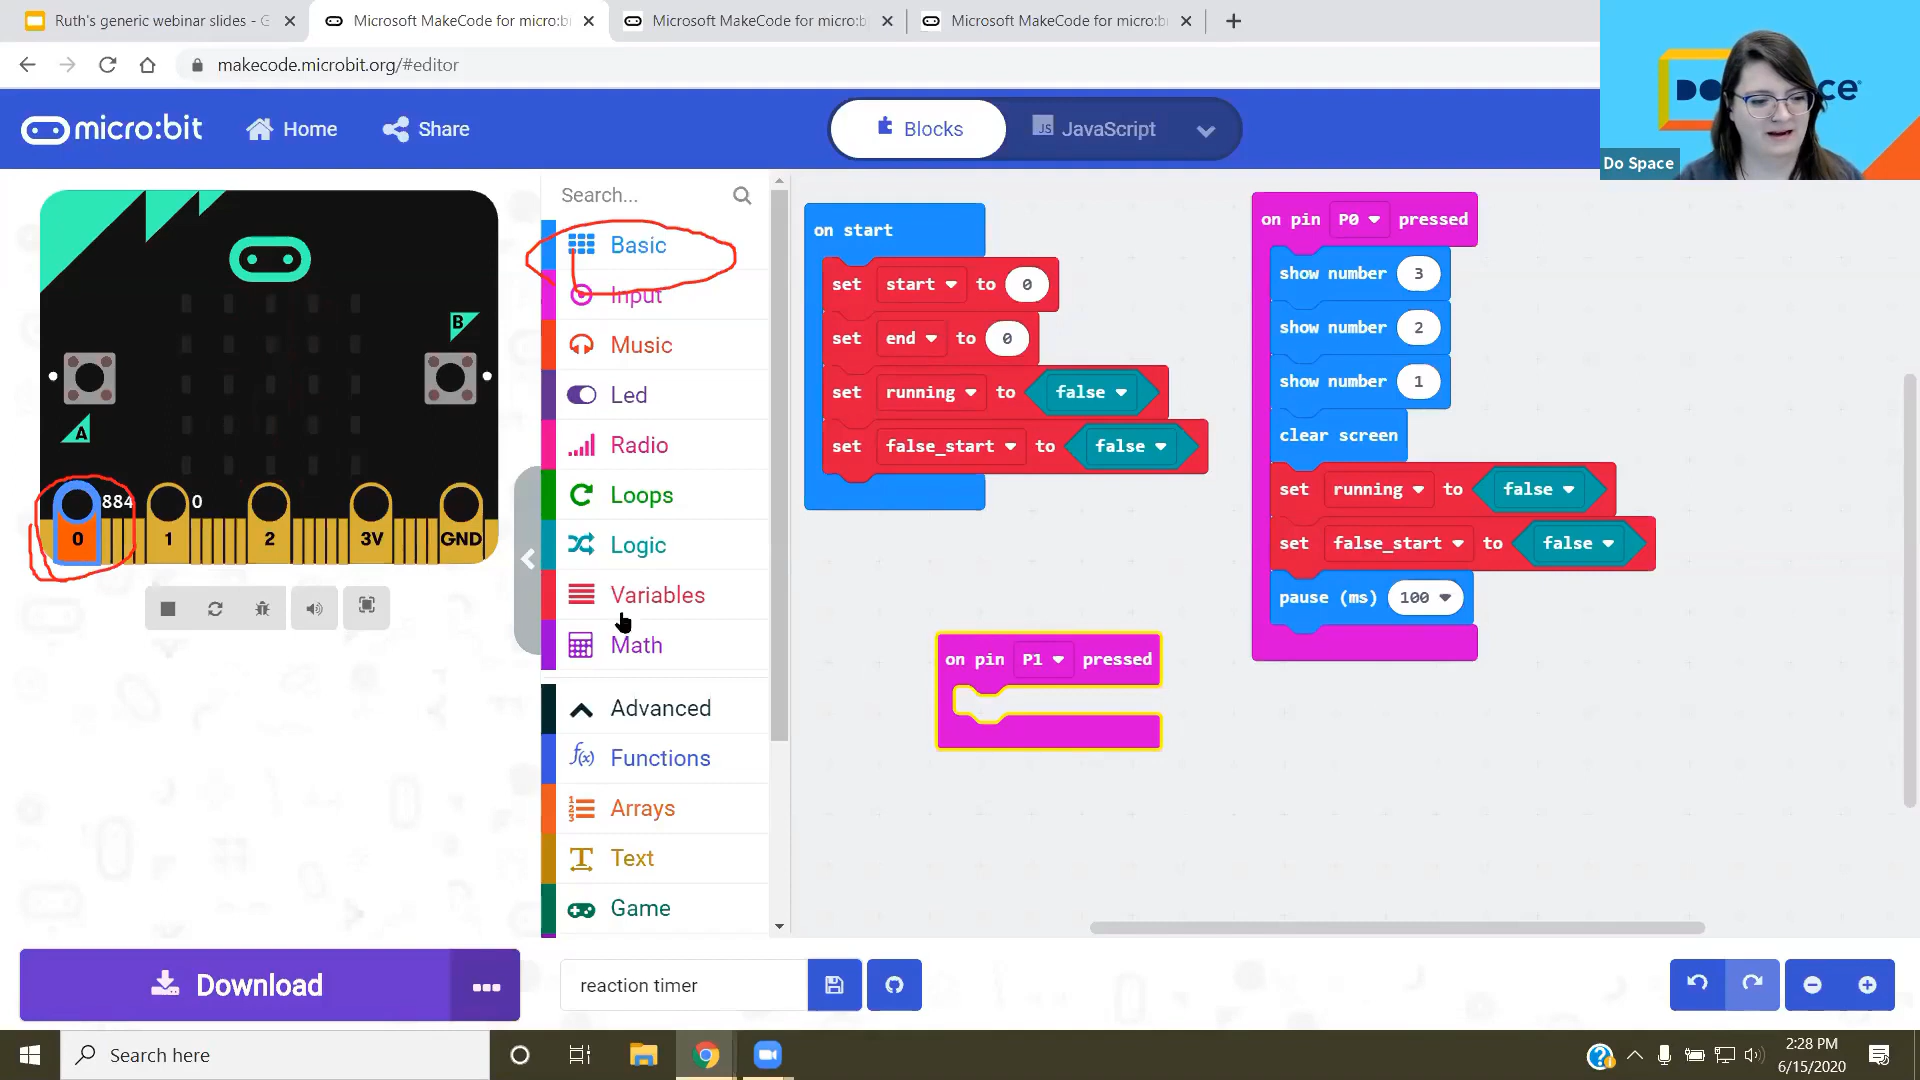 Ruth's generic webinar slides - G
Microsoft MakeCode for micro:b
Microsoft MakeCode for micro:b
Microsoft MakeCode for micro:b
makecode.microbit.org/#editor
micro:bit
Home
Share
Blocks
JS
JavaScript
DO
ce
Do Space
B
A
884
0
0
1
2
3V
GND
Search...
Basic
Input
Music
Led
Radio
Loops
Logic
Variables
Math
Advanced
f(x) Functions
Arrays
Text
Game
on start
set start to 0
set end to 0
set running to false
set false_start to false
on pin P0 pressed
show number 3
show number 2
show number 1
clear screen
set running to false
set false_start to false
pause (ms) 100
on pin P1 pressed
Download
reaction timer
Search here
2:28 PM
6/15/2020